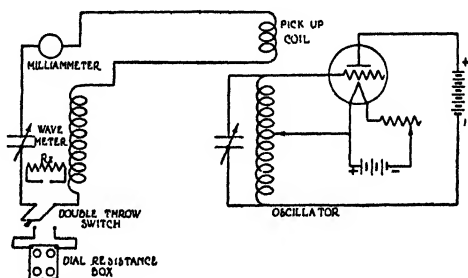 PICK UP
COIL
MILLIAMMETER
WAVE
METER
Rx
DOUBLE THROW
SWITCH
DIAL RESISTANCE
BOX
OSCILLATOR
+
-
+
-